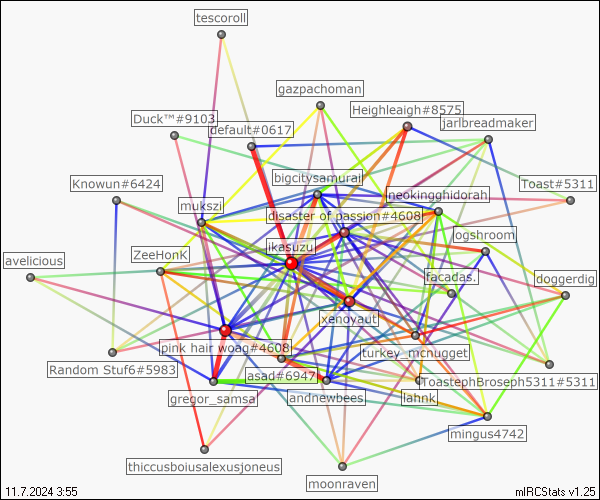 tescoroll
gazpachoman
Heighleaigh#8575
Duck™#9103
jarlbreadmaker
default#0617
bigcitysamurai
Knowun#6424
Toast#5311
neokingghidorah
mukszi
disaster of passion#4608
ogshroom
ikasuzu
ZeeHonK
avelicious
facadas.
doggerdig
xenovaut
pink hair woag#4608
turkey_mcnugget
Random Stuf6#5983
asad#6947
ToastephBroseph5311#5311
gregor_samsa
andnewbees
lahnk
mingus4742
thiccusboiusalexusjoneus
moonraven
11.7.2024 3:55
mIRCStats v1.25